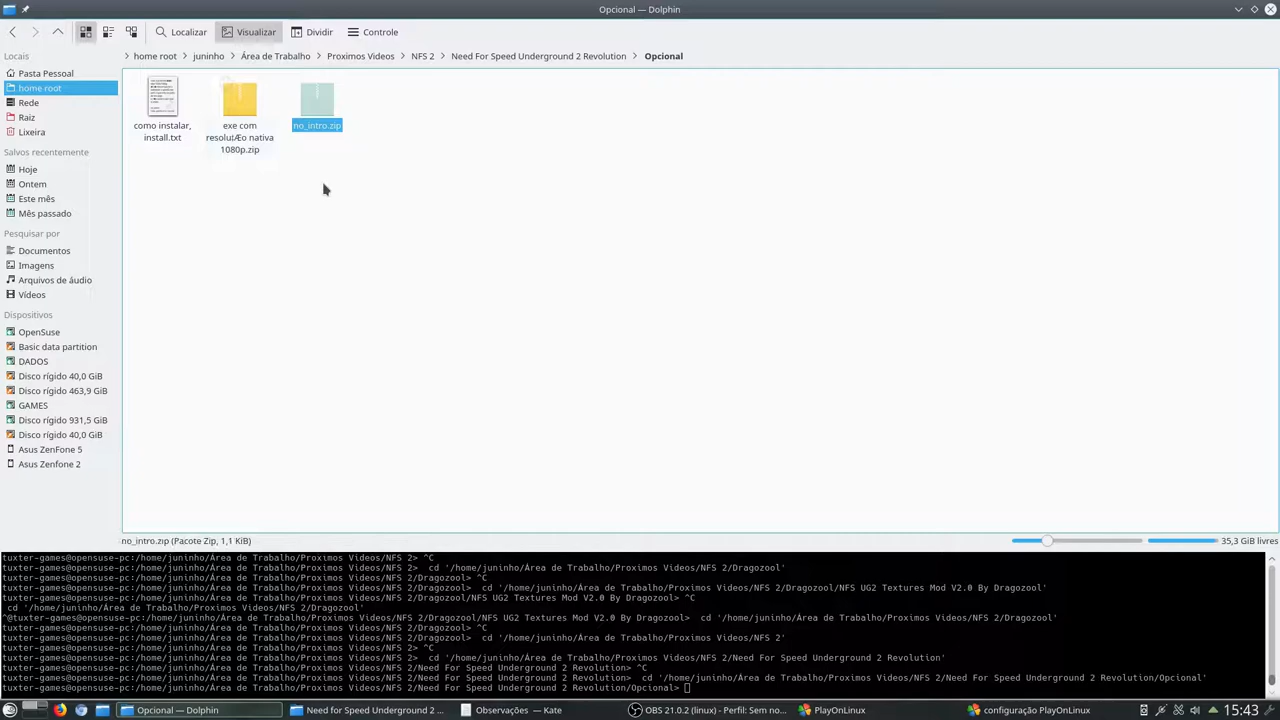 Opcional — Dolphin
Localizar
Visualizar
Dividir
Controle
Locais
home root
juninho
Área de Trabalho
Proximos Videos
NFS 2
Need For Speed Underground 2 Revolution
Opcional
Pasta Pessoal
home root
Rede
Raiz
Lixeira
Salvos recentemente
Hoje
Ontem
Este mês
Mês passado
Pesquisar por
Documentos
Imagens
Arquivos de áudio
Vídeos
Dispositivos
OpenSuse
Basic data partition
DADOS
Disco rígido 40,0 GiB
Disco rígido 463,9 GiB
GAMES
Disco rígido 931,5 GiB
Disco rígido 40,0 GiB
Asus ZenFone 5
Asus Zenfone 2
como instalar,
install.txt
exe com
resolutÆo nativa
1080p.zip
no_intro.zip
no_intro.zip (Pacote Zip, 1,1 KiB)
35,3 GiB livres
tuxter-games@opensuse-pc:/home/juninho/Área de Trabalho/Proximos Videos/NFS 2> ^C
tuxter-games@opensuse-pc:/home/juninho/Área de Trabalho/Proximos Videos/NFS 2>  cd '/home/juninho/Área de Trabalho/Proximos Videos/NFS 2/Dragozool'
tuxter-games@opensuse-pc:/home/juninho/Área de Trabalho/Proximos Videos/NFS 2/Dragozool> ^C
tuxter-games@opensuse-pc:/home/juninho/Área de Trabalho/Proximos Videos/NFS 2/Dragozool>  cd '/home/juninho/Área de Trabalho/Proximos Videos/NFS 2/Dragozool/NFS UG2 Textures Mod V2.0 By Dragozool'
tuxter-games@opensuse-pc:/home/juninho/Área de Trabalho/Proximos Videos/NFS 2/Dragozool/NFS UG2 Textures Mod V2.0 By Dragozool> ^C
cd '/home/juninho/Área de Trabalho/Proximos Videos/NFS 2/Dragozool'
^@tuxter-games@opensuse-pc:/home/juninho/Área de Trabalho/Proximos Videos/NFS 2/Dragozool/NFS UG2 Textures Mod V2.0 By Dragozool>  cd '/home/juninho/Área de Trabalho/Proximos Videos/NFS 2/Dragozool'
tuxter-games@opensuse-pc:/home/juninho/Área de Trabalho/Proximos Videos/NFS 2/Dragozool> ^C
tuxter-games@opensuse-pc:/home/juninho/Área de Trabalho/Proximos Videos/NFS 2/Dragozool>  cd '/home/juninho/Área de Trabalho/Proximos Videos/NFS 2'
tuxter-games@opensuse-pc:/home/juninho/Área de Trabalho/Proximos Videos/NFS 2> ^C
tuxter-games@opensuse-pc:/home/juninho/Área de Trabalho/Proximos Videos/NFS 2>  cd '/home/juninho/Área de Trabalho/Proximos Videos/NFS 2/Need For Speed Underground 2 Revolution'
tuxter-games@opensuse-pc:/home/juninho/Área de Trabalho/Proximos Videos/NFS 2/Need For Speed Underground 2 Revolution> ^C
tuxter-games@opensuse-pc:/home/juninho/Área de Trabalho/Proximos Videos/NFS 2/Need For Speed Underground 2 Revolution>  cd '/home/juninho/Área de Trabalho/Proximos Videos/NFS 2/Need For Speed Underground 2 Revolution/Opcional'
tuxter-games@opensuse-pc:/home/juninho/Área de Trabalho/Proximos Videos/NFS 2/Need For Speed Underground 2 Revolution/Opcional>
Opcional — Dolphin
Need for Speed Underground 2 ...
Observações — Kate
OBS 21.0.2 (linux) - Perfil: Sem no...
PlayOnLinux
configuração PlayOnLinux
15:43